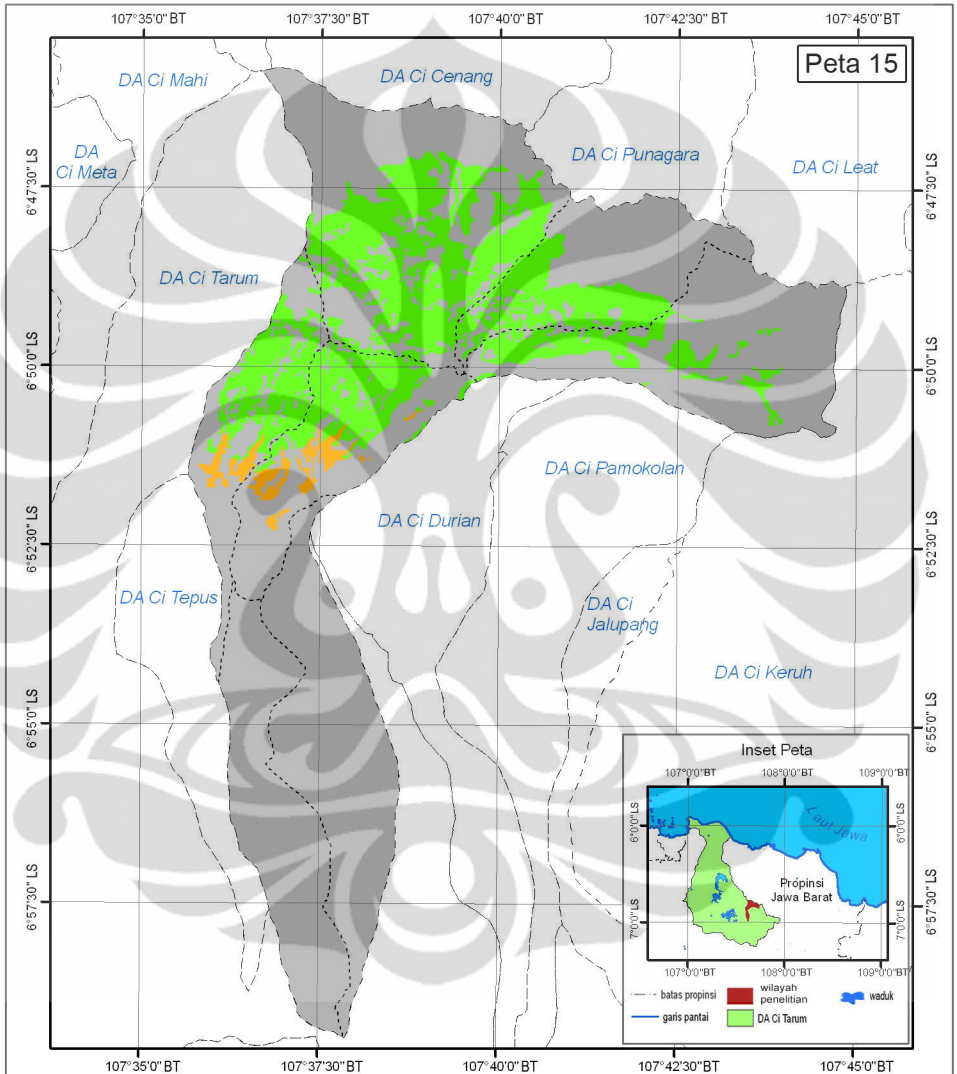 107°35'0"BT
107°37'30"BT
107°40'0"BT
107°42'30"BT
107°45'0"BT
Peta 15
DA Ci Mahi
DA Ci Cenang
DA
Ci Meta
DA Ci Punagara
DA Ci Leat
6°47'30" LS
6°47'30" LS
DA Ci Tarum
6°50'0" LS
6°50'0" LS
DA Ci Pamokolan
DA Ci Durian
6°52'30" LS
6°52'30" LS
DA Ci Tepus
DA Ci
Jalupang
DA Ci Keruh
6°55'0" LS
6°55'0" LS
6°57'30" LS
6°57'30" LS
Inset Peta
107°0'0"BT
108°0'0"BT
109°0'0"BT
6°0'0" LS
6°0'0" LS
Laut Jawa
Propinsi
Jawa Barat
7°0'0" LS
7°0'0" LS
107°0'0"BT
108°0'0"BT
109°0'0"BT
batas propinsi
wilayah
penelitian
waduk
garis pantai
DA Ci Tarum
107°35'0"BT
107°37'30"BT
107°40'0"BT
107°42'30"BT
107°45'0"BT